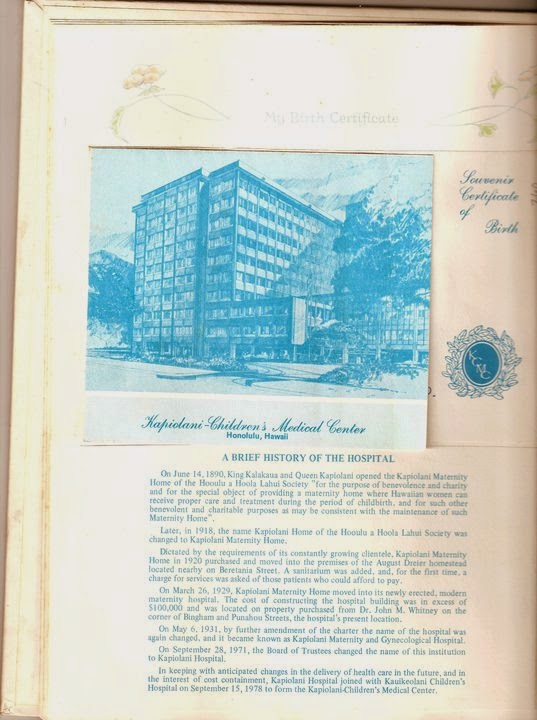 My Birth Certificate
Souvenir
Certificate
of
Birth
KCMC
Kapiolani-Children's Medical Center
Honolulu, Hawaii
A BRIEF HISTORY OF THE HOSPITAL
On June 14, 1890, King Kalakaua and Queen Kapiolani opened the Kapiolani Maternity
Home of the Hooulu a Hoola Lahui Society "for the purpose of benevolence and charity
and for the special object of providing a maternity home where Hawaiian women can
receive proper care and treatment during the period of childbirth, and for such other
benevolent and charitable purposes as may be consistent with the maintenance of such
Maternity Home".
Later, in 1918, the name Kapiolani Home of the Hooulu a Hoola Lahui Society was
changed to Kapiolani Maternity Home.
Dictated by the requirements of its constantly growing clientele, Kapiolani Maternity
Home in 1920 purchased and moved into the premises of the August Dreier homestead
located nearby on Beretania Street. A sanitarium was added, and, for the first time, a
charge for services was asked of those patients who could afford to pay.
On March 26, 1929, Kapiolani Maternity Home moved into its newly erected, modern
maternity hospital. The cost of constructing the hospital building was in excess of
$100,000 and was located on property purchased from Dr. John M. Whitney on the
corner of Bingham and Punahou Streets, the hospital's present location.
On May 6, 1931, by further amendment of the charter the name of the hospital was
again changed, and it became known as Kapiolani Maternity and Gynecological Hospital.
On September 28, 1971, the Board of Trustees changed the name of this institution
to Kapiolani Hospital.
In keeping with anticipated changes in the delivery of health care in the future, and in
the interest of cost containment, Kapiolani Hospital joined with Kauikeolani Children's
Hospital on September 15, 1978 to form the Kapiolani-Children's Medical Center.